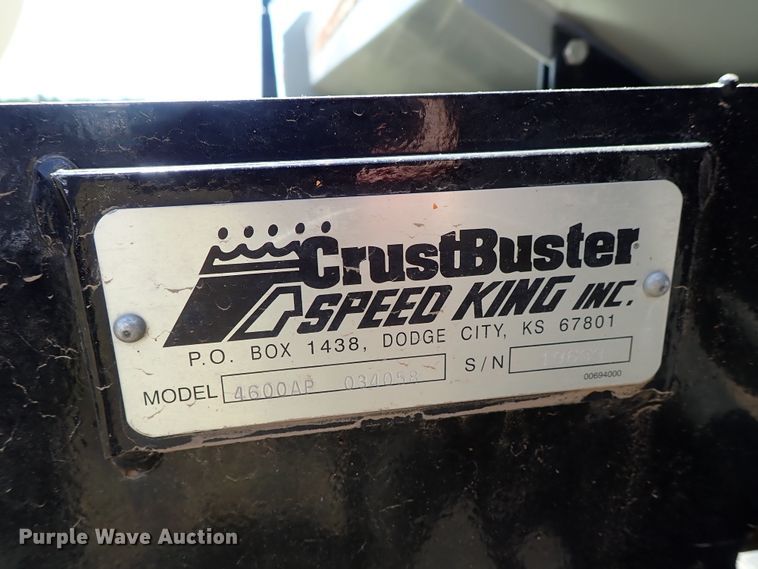 CrustBuster®
SPEED KING INC.
P.O. BOX 1438, DODGE CITY, KS 67801
MODEL 4600AP 034058 S/N
00694000
Purple Wave Auction